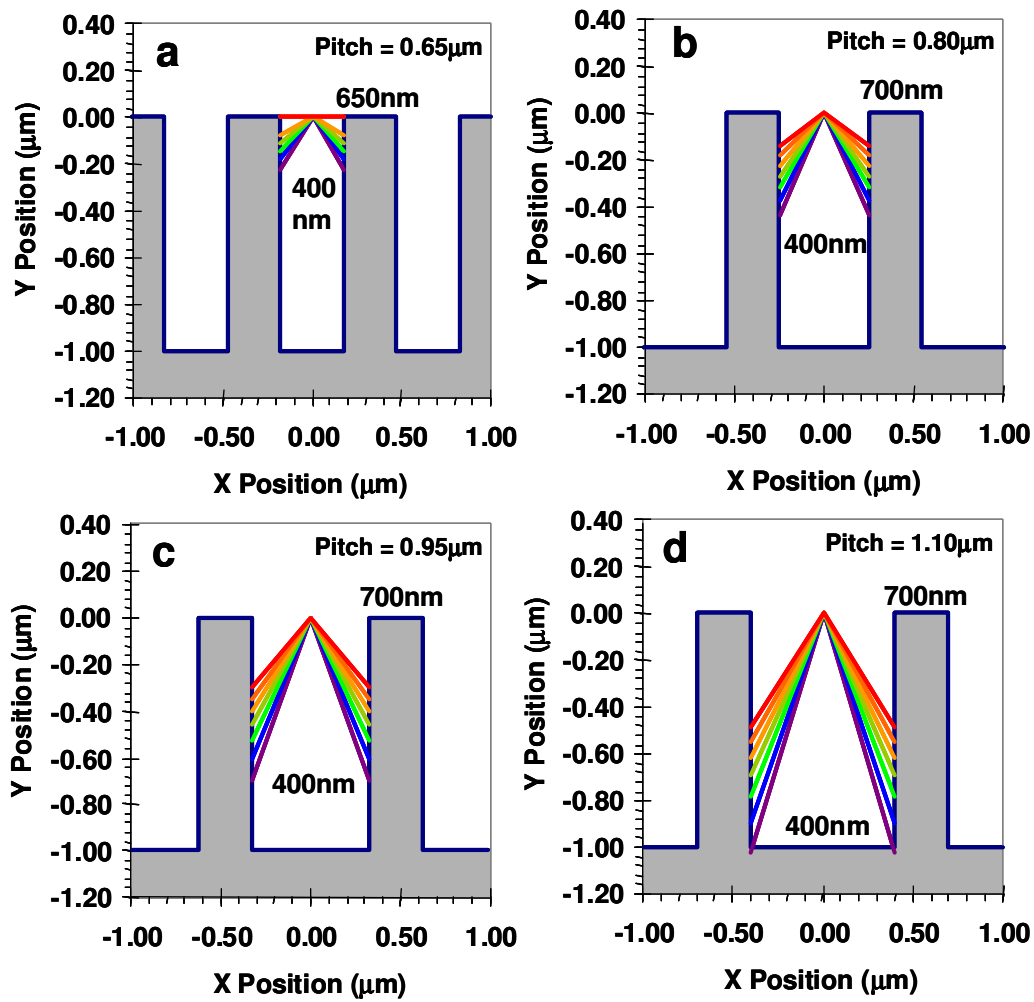 a
Pitch = 0.65μm
650nm
400
nm
0.40
0.20
0.00
-0.20
-0.40
-0.60
-0.80
-1.00
-1.20
Y Position (μm)
-1.00 -0.50 0.00 0.50 1.00
X Position (μm)
b
Pitch = 0.80μm
700nm
400nm
0.40
0.20
0.00
-0.20
-0.40
-0.60
-0.80
-1.00
-1.20
Y Position (μm)
-1.00 -0.50 0.00 0.50 1.00
X Position (μm)
c
Pitch = 0.95μm
700nm
400nm
0.40
0.20
0.00
-0.20
-0.40
-0.60
-0.80
-1.00
-1.20
Y Position (μm)
-1.00 -0.50 0.00 0.50 1.00
X Position (μm)
d
Pitch = 1.10μm
700nm
400nm
0.40
0.20
0.00
-0.20
-0.40
-0.60
-0.80
-1.00
-1.20
Y Position (μm)
-1.00 -0.50 0.00 0.50 1.00
X Position (μm)